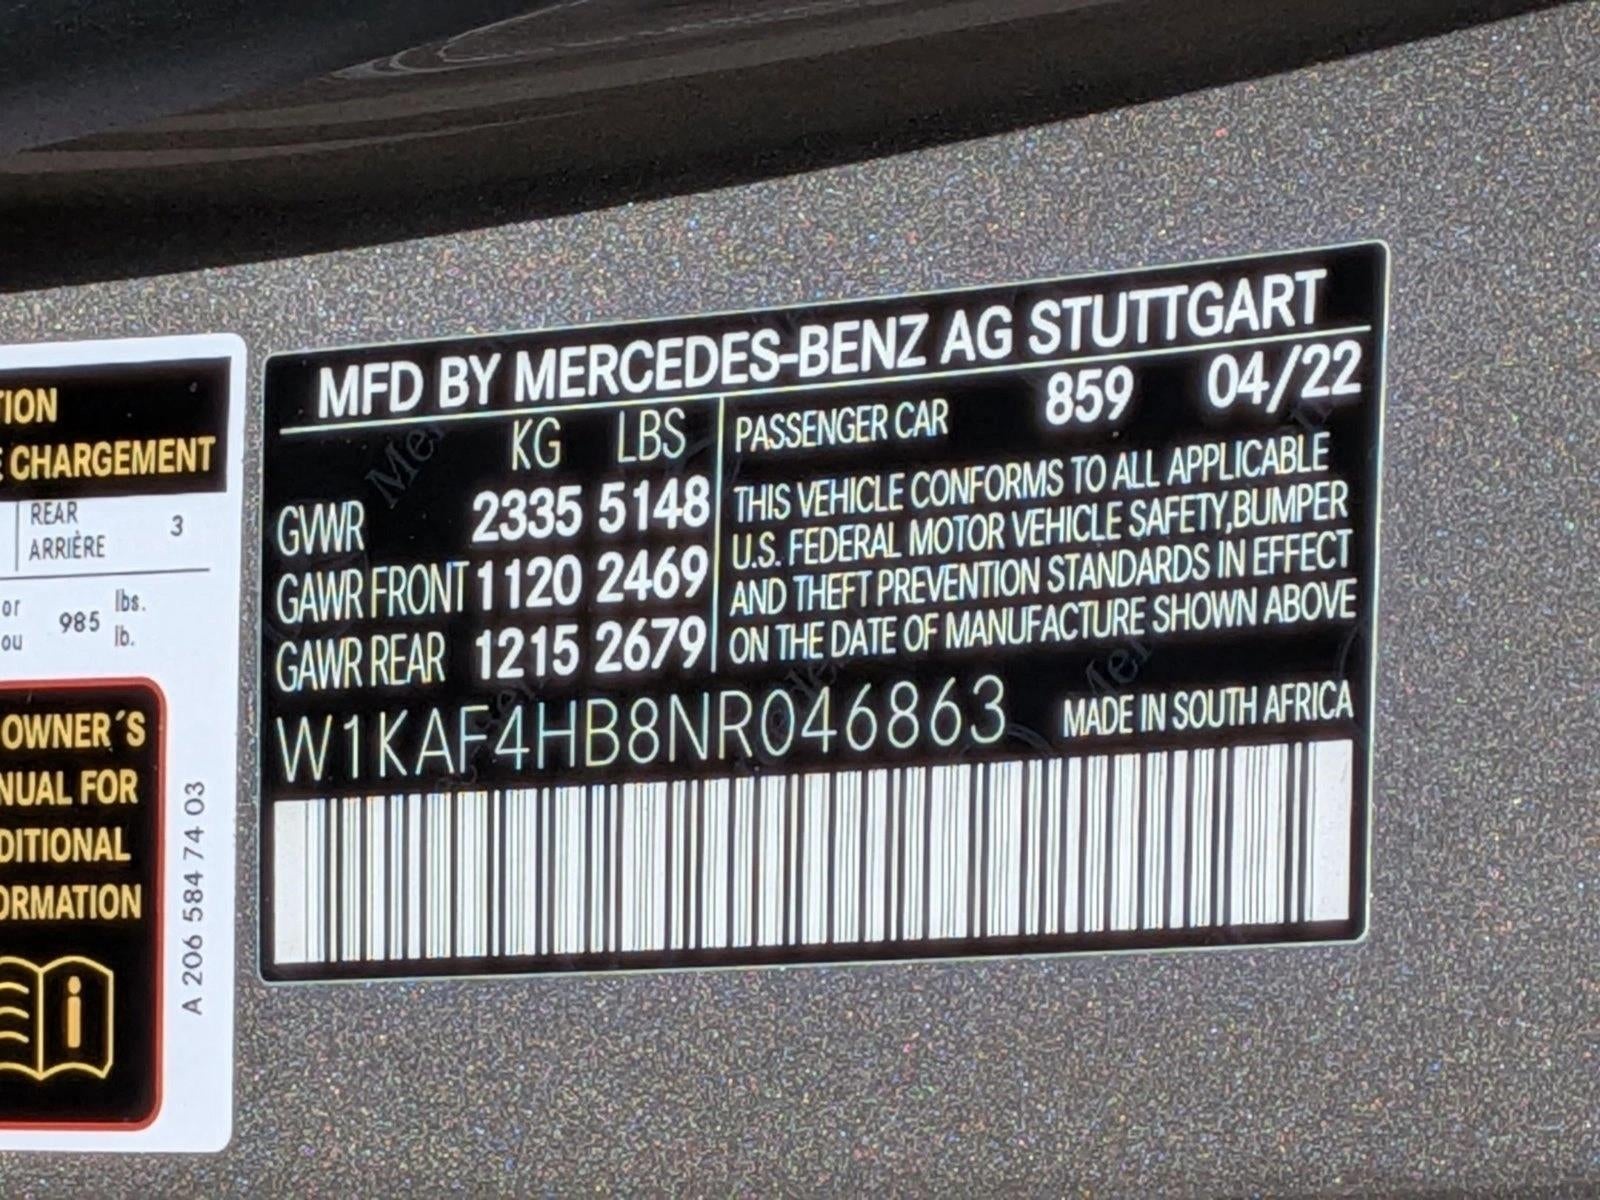 TION
E CHARGEMENT
REAR
ARRIÈRE 3
or
ou 985 lbs.
lb.
OWNER´S
NUAL FOR
DITIONAL
ORMATION
i
A 206 584 74 03
MFD BY MERCEDES-BENZ AG STUTTGART
KG LBS
GVWR 2335 5148
GAWR FRONT 1120 2469
GAWR REAR 1215 2679
PASSENGER CAR 859 04/22
THIS VEHICLE CONFORMS TO ALL APPLICABLE
U.S. FEDERAL MOTOR VEHICLE SAFETY,BUMPER
AND THEFT PREVENTION STANDARDS IN EFFECT
ON THE DATE OF MANUFACTURE SHOWN ABOVE
W1KAF4HB8NR046863 MADE IN SOUTH AFRICA